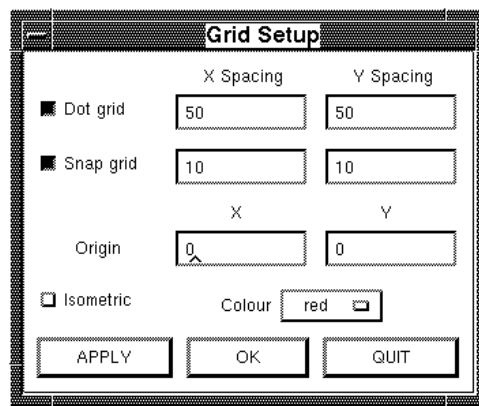 Grid Setup
X Spacing Y Spacing
Dot grid 50 50
Snap grid 10 10
X Y
Origin 0 0
Isometric Colour red
APPLY OK QUIT